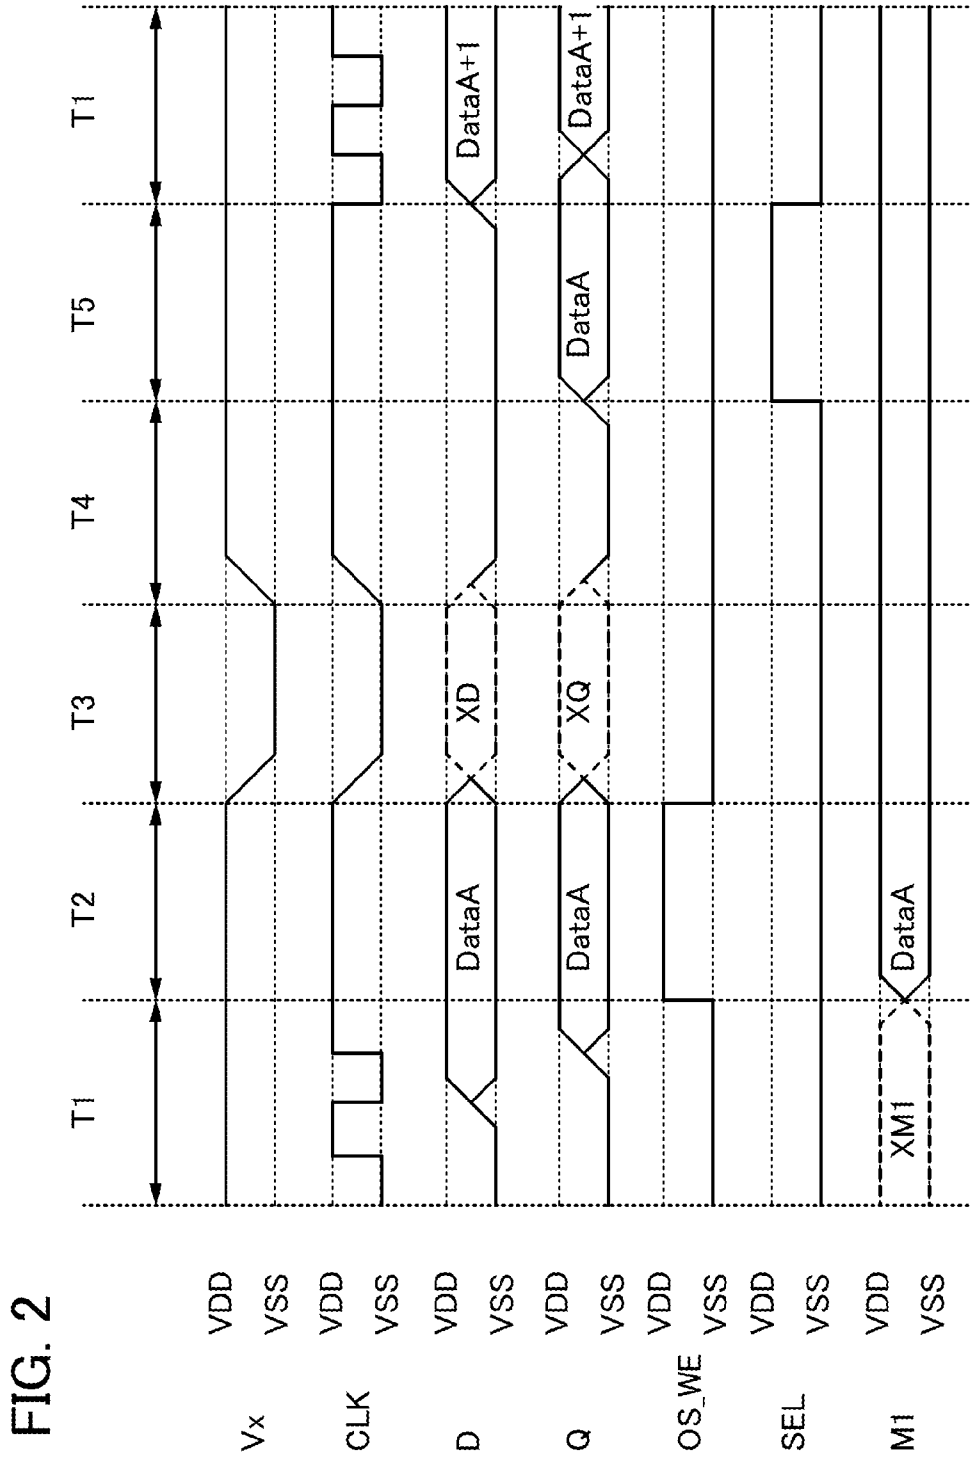 FIG. 2
T1 T2 T3 T4 T5 T1
Vx VDD
VSS
CLK VDD
VSS
D VDD DataA XD DataA+1
VSS
Q VDD DataA XQ DataA DataA+1
VSS
OS_WE VDD
VSS
SEL VDD
VSS
M1 VDD XM1 DataA
VSS